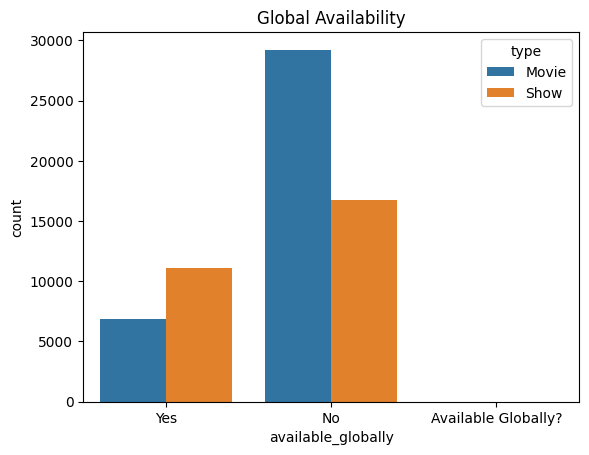 Global Availability
type
Movie
Show
30000
25000
20000
15000
10000
5000
0
count
Yes
No
Available Globally?
available_globally